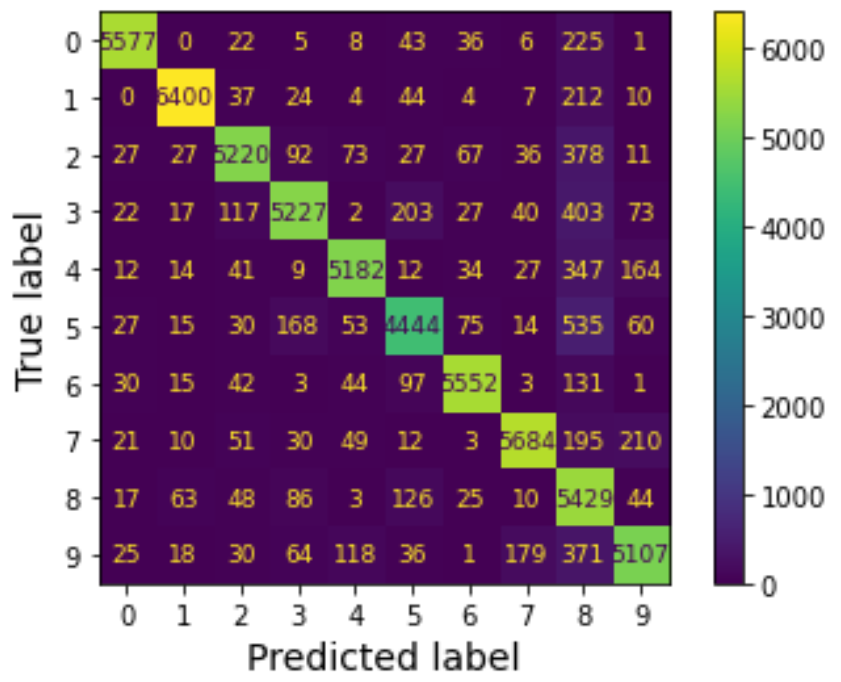 0 5577 0 22 5 8 43 36 6 225 1
1 0 6400 37 24 4 44 4 7 212 10
2 27 27 5220 92 73 27 67 36 378 11
3 22 17 117 5227 2 203 27 40 403 73
4 12 14 41 9 5182 12 34 27 347 164
5 27 15 30 168 53 4444 75 14 535 60
6 30 15 42 3 44 97 5552 3 131 1
7 21 10 51 30 49 12 3 5684 195 210
8 17 63 48 86 3 126 25 10 5429 44
9 25 18 30 64 118 36 1 179 371 5107
0 1 2 3 4 5 6 7 8 9
Predicted label
True label
6000
5000
4000
3000
2000
1000
0